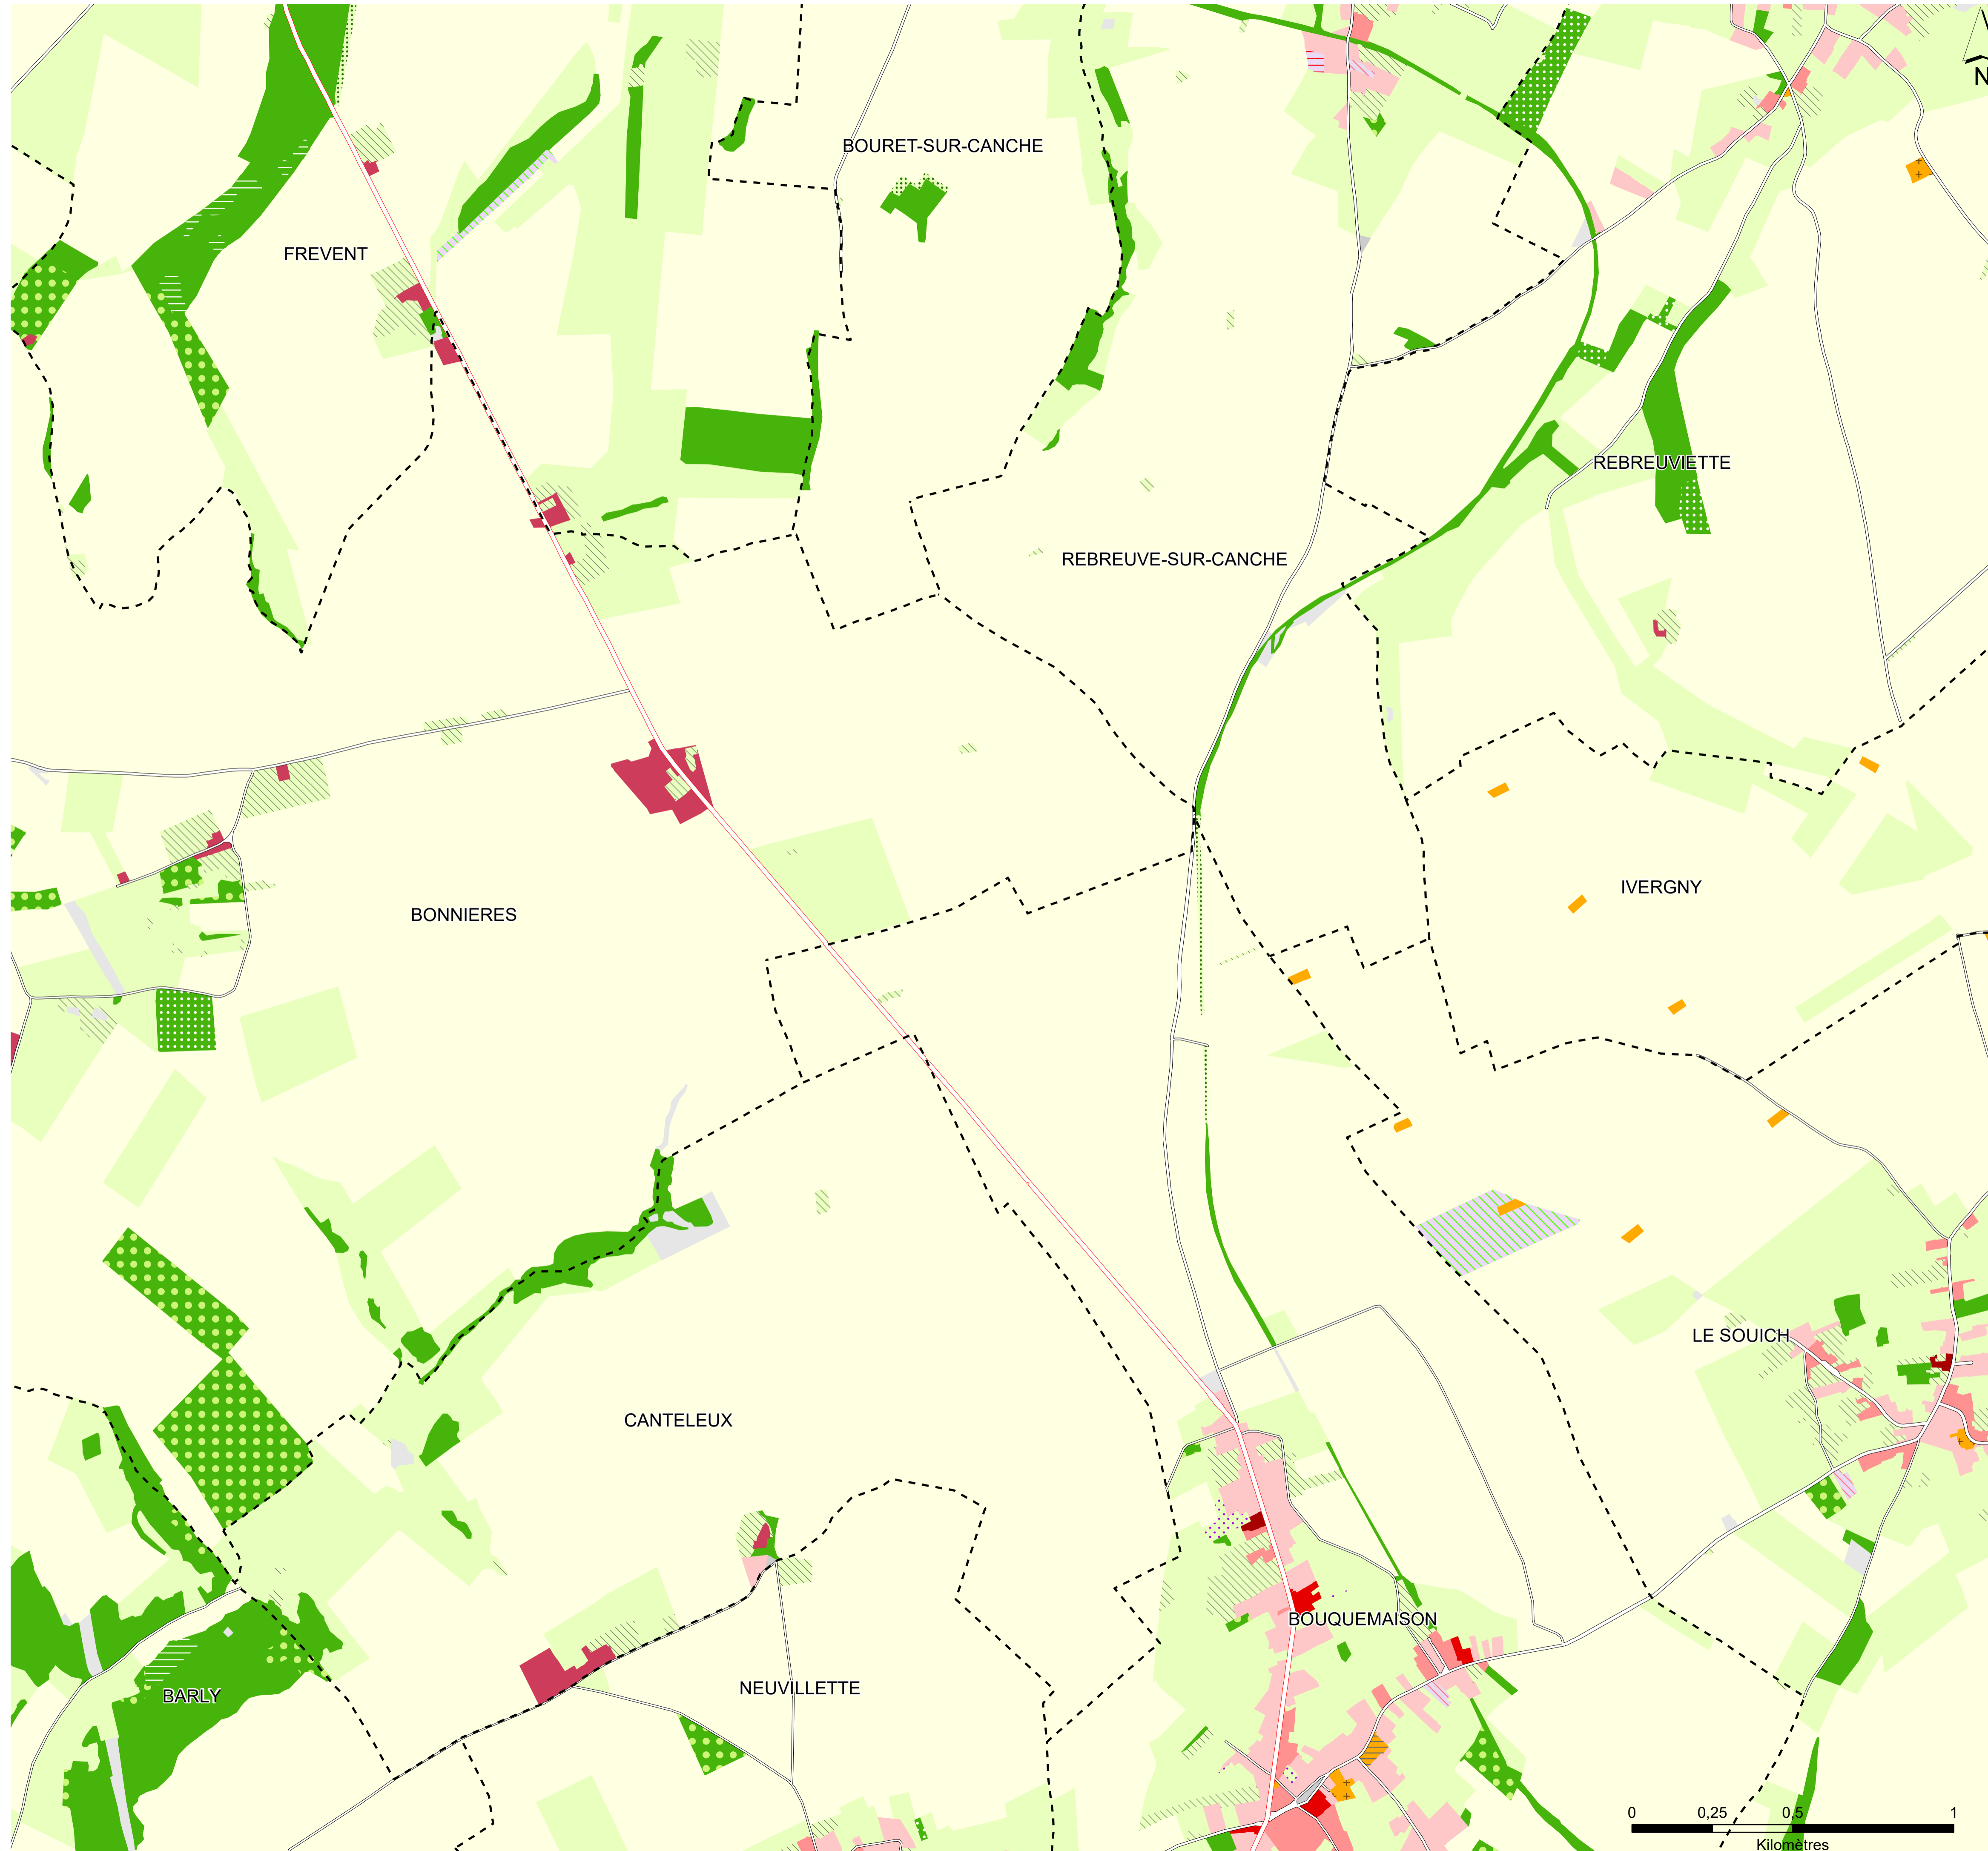 N
BOURET-SUR-CANCHE
FREVENT
REBREUVIETTE
REBREUVE-SUR-CANCHE
IVERGNY
BONNIERES
LE SOUICH
CANTELEUX
BOUQUEMAISON
NEUVILLETTE
BARLY
0 0,25 0,5 1
Kilomètres